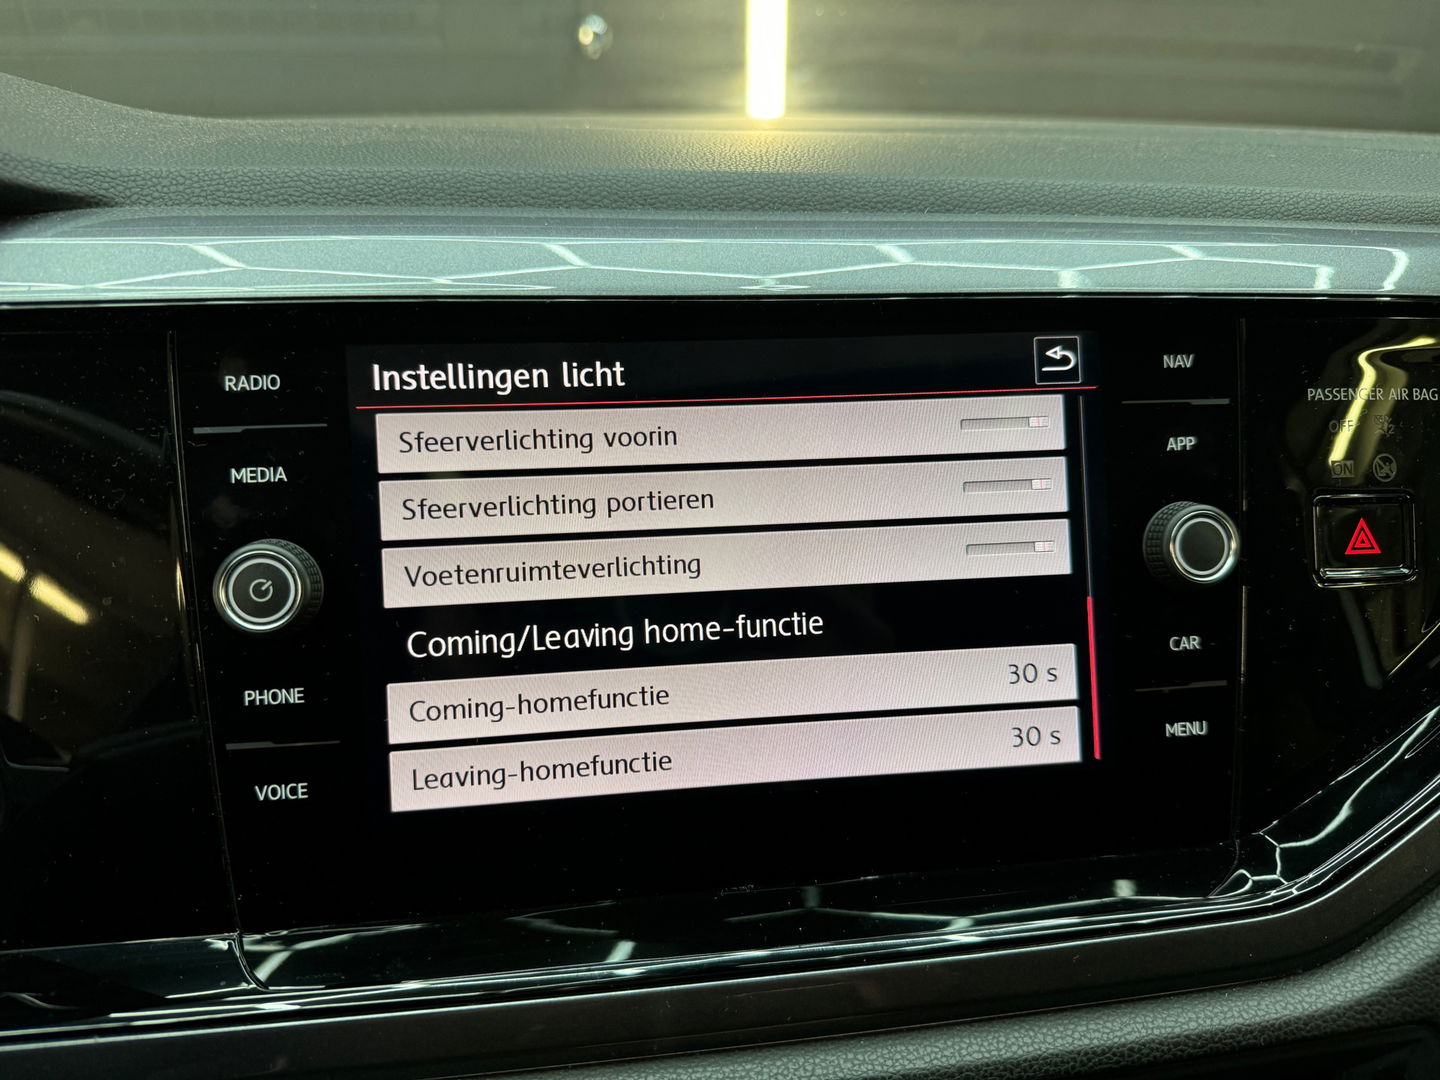 RADIO
MEDIA
PHONE
VOICE
Instellingen licht
Sfeerverlichting voorin
Sfeerverlichting portieren
Voetenruimteverlichting
Coming/Leaving home-functie
Coming-homefunctie 30 s
Leaving-homefunctie 30 s
NAV
APP
CAR
MENU
PASSENGER AIR BAG
OFF
ON